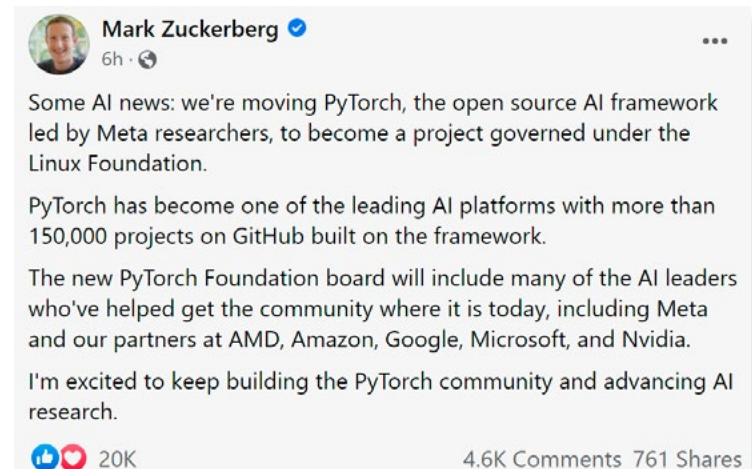 Mark Zuckerberg
6h ·
Some AI news: we're moving PyTorch, the open source AI framework
led by Meta researchers, to become a project governed under the
Linux Foundation.
PyTorch has become one of the leading AI platforms with more than
150,000 projects on GitHub built on the framework.
The new PyTorch Foundation board will include many of the AI leaders
who've helped get the community where it is today, including Meta
and our partners at AMD, Amazon, Google, Microsoft, and Nvidia.
I'm excited to keep building the PyTorch community and advancing AI
research.
20K 4.6K Comments 761 Shares